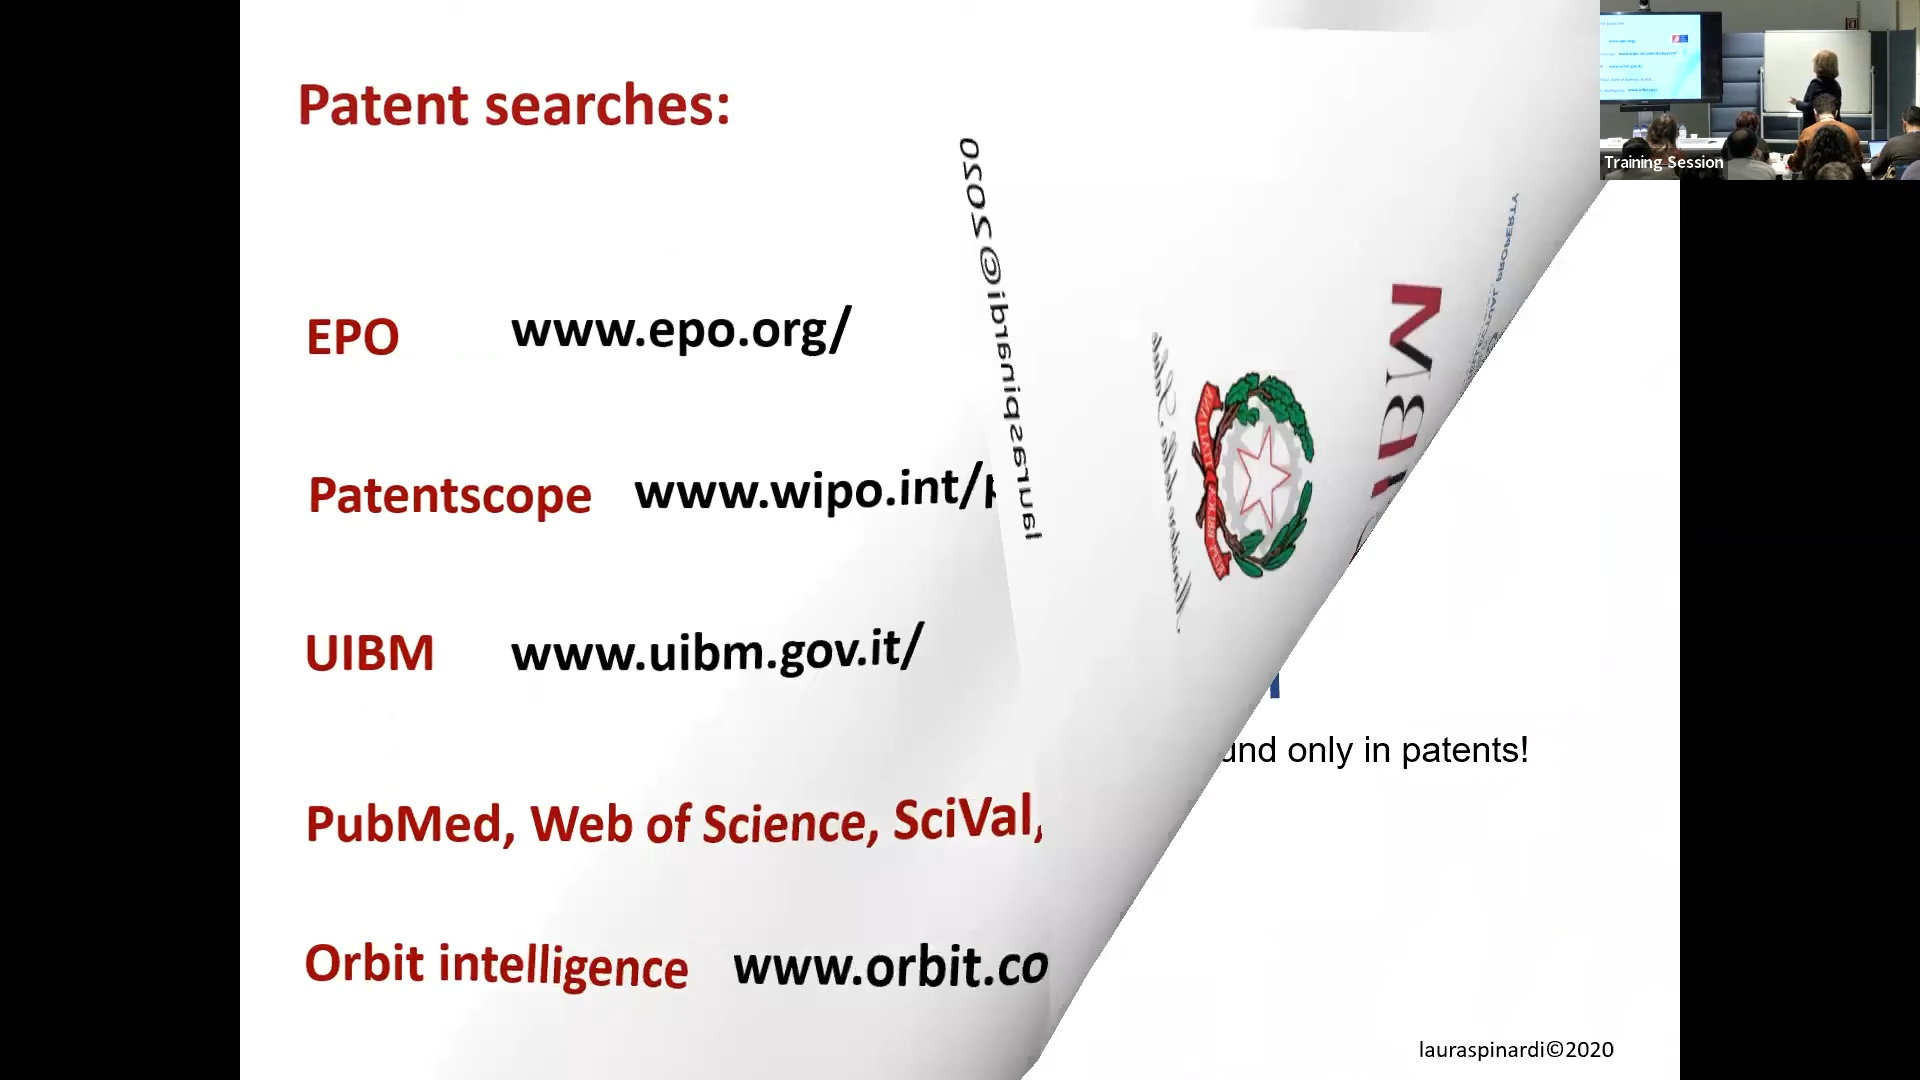 Patent searches:
EPO www.epo.org/
Patentscope www.wipo.int/
UIBM www.uibm.gov.it/
PubMed, Web of Science, SciVal,
Orbit intelligence www.orbit.co
lauraspinardi©2020
UIBM
only in patents!
lauraspinardi©2020
Training Session